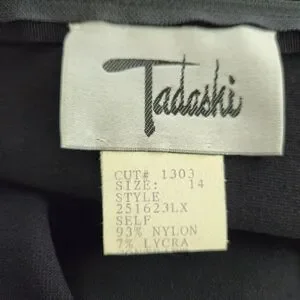 Tadashi
CUT# 1303
SIZE: 14
STYLE
251623LX
SELF
93% NYLON
7% LYCRA